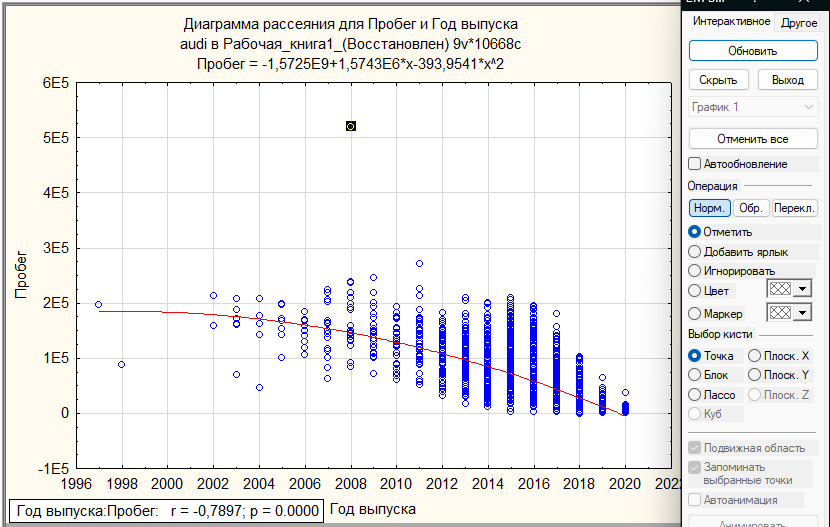 Диаграмма рассеяния для Пробег и Год выпуска
audi в Рабочая_книга1_(Восстановлен) 9v*10668c
Пробег = -1,5725E9+1,5743E6*x-393,9541*x^2
6E5
5E5
4E5
3E5
2E5
1E5
0
-1E5
Пробег
1996 1998 2000 2002 2004 2006 2008 2010 2012 2014 2016 2018 2020 2022
Год выпуска
Год выпуска:Пробег: r = -0,7897; p = 0.0000
Интерактивное Другое
Обновить
Скрыть Выход
График 1
Отменить все
Автообновление
Операция
Норм. Обр. Перекл.
Отметить
Добавить ярлык
Игнорировать
Цвет
Маркер
Выбор кисти
Точка Плоск. X
Блок Плоск. Y
Лассо Плоск. Z
Куб
Подвижная область
Запоминать
выбранные точки
Автоанимация
Анимировать